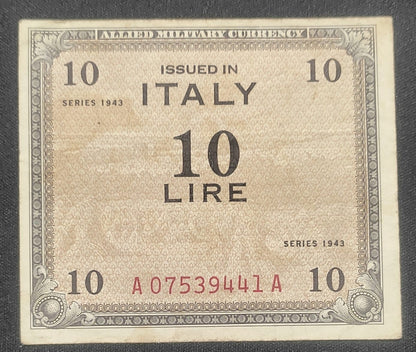 ALLIED MILITARY CURRENCY
10 ISSUED IN 10
ITALY
SERIES 1943
10
LIRE
SERIES 1943
10 A 07539441 A 10